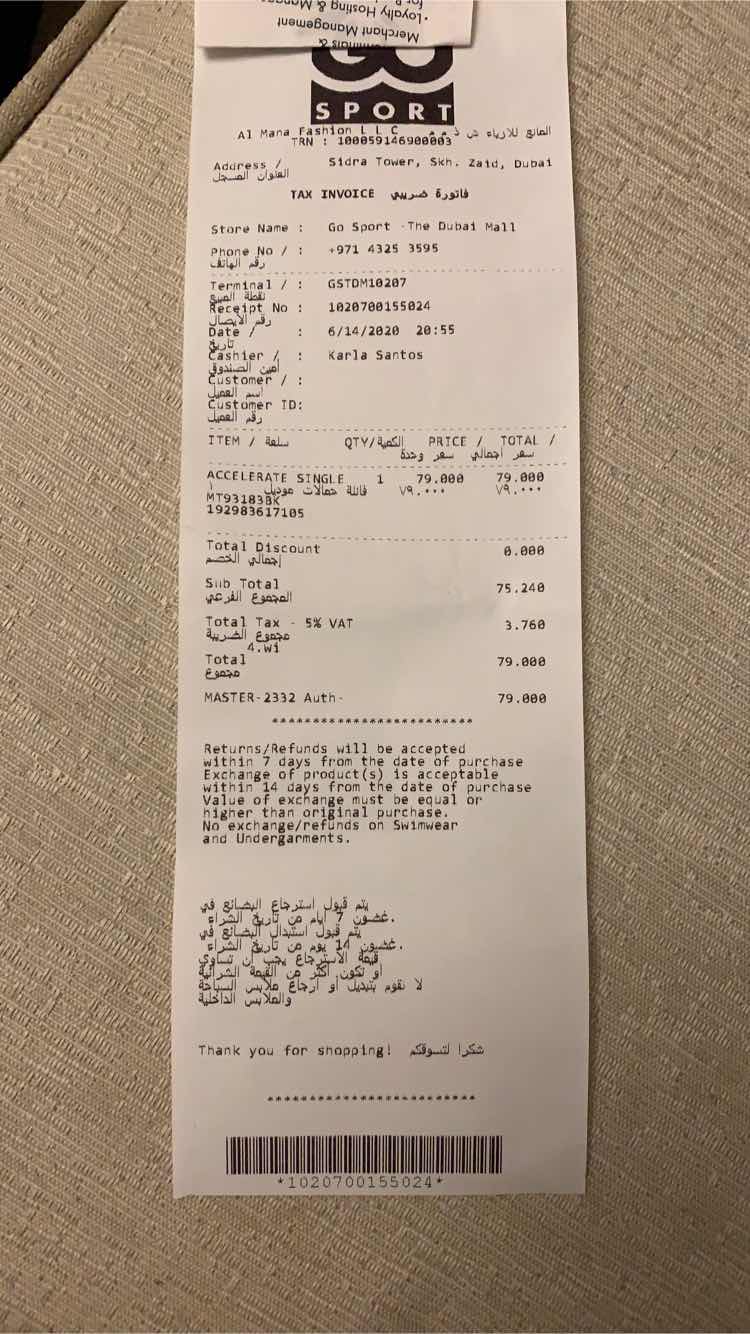 Loyalty Hosting &
Merchant Management
GO
SPORT
Al Mana Fashion L L C المانع للازياء ش ذ م م
TRN : 100059146900003
Address / Sidra Tower, Skh. Zaid, Dubai
العنوان المسجل
TAX INVOICE فاتورة ضريبي
Store Name : Go Sport -The Dubai Mall
Phone No / : +971 4325 3595
رقم الهاتف
Terminal / : GSTDM10207
نقطة المبيع
Receipt No : 1020700155024
رقم الايصال
Date / : 6/14/2020 20:55
تاريخ
Cashier / : Karla Santos
أمين الصندوق
Customer / :
اسم العميل
Customer ID:
رقم العميل
ITEM / سلعة QTY/الكمية PRICE / TOTAL /
سعر وحدة سعر اجمالي
ACCELERATE SINGLE 1 79.000 79.000
فانلة حمالات موديل ٧٩.٠٠٠ ٧٩.٠٠٠
MT93183BK
192983617105
Total Discount 0.000
إجمالي الخصم
Sub Total 75.240
المجموع الفرعي
Total Tax - 5% VAT 3.760
مجموع الضريبة
4.wi
Total 79.000
مجموع
MASTER-2332 Auth- 79.000
************************
Returns/Refunds will be accepted
within 7 days from the date of purchase
Exchange of product(s) is acceptable
within 14 days from the date of purchase
Value of exchange must be equal or
higher than original purchase.
No exchange/refunds on Swimwear
and Undergarments.
يتم قبول استرجاع البضائع في
غضون 7 أيام من تاريخ الشراء.
يتم قبول استبدال البضائع في
غضون 14 يوم من تاريخ الشراء.
قيمة الاسترجاع يجب أن تساوي
أو تكون أكثر من القيمة الشرائية
لا نقوم بتبديل أو ارجاع ملابس السباحة
والملابس الداخلية
Thank you for shopping! شكرا لتسوقكم
************************
*1020700155024*